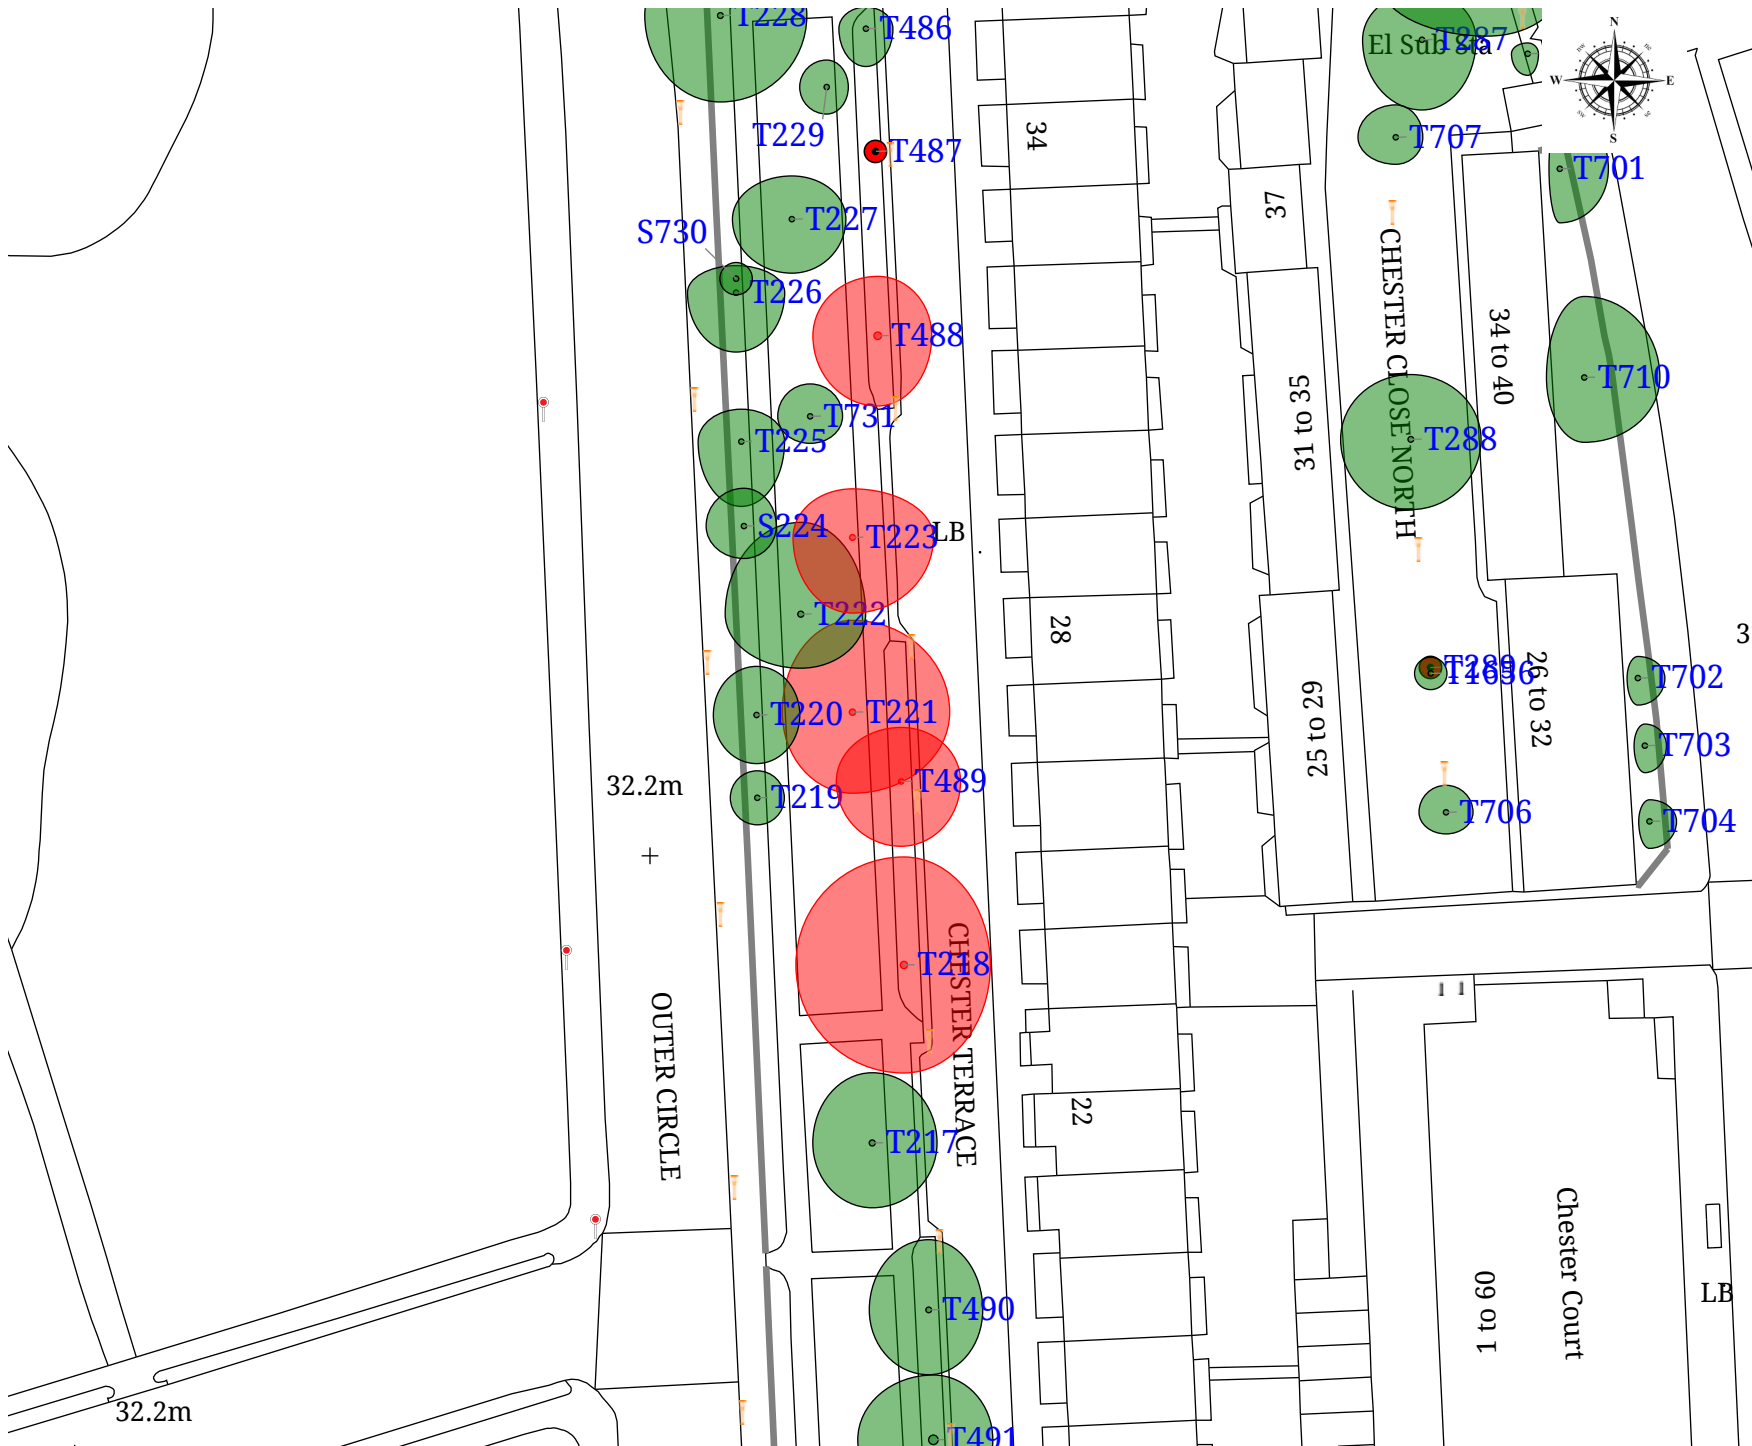 T228
T486
El Sub Sta
T287
N
W
E
S
T229
T487
34
T707
T701
S730
T227
37
T226
T488
CHESTER CLOSE NORTH
34 to 40
T710
T731
T225
31 to 35
T288
S224
T223
LB
T222
28
3
T289
26 to 32
T702
T220
T221
25 to 29
T703
32.2m
T219
T489
T706
T704
T218
CHESTER TERRACE
OUTER CIRCLE
22
T217
Chester Court
1 to 60
LB
T490
32.2m
T491